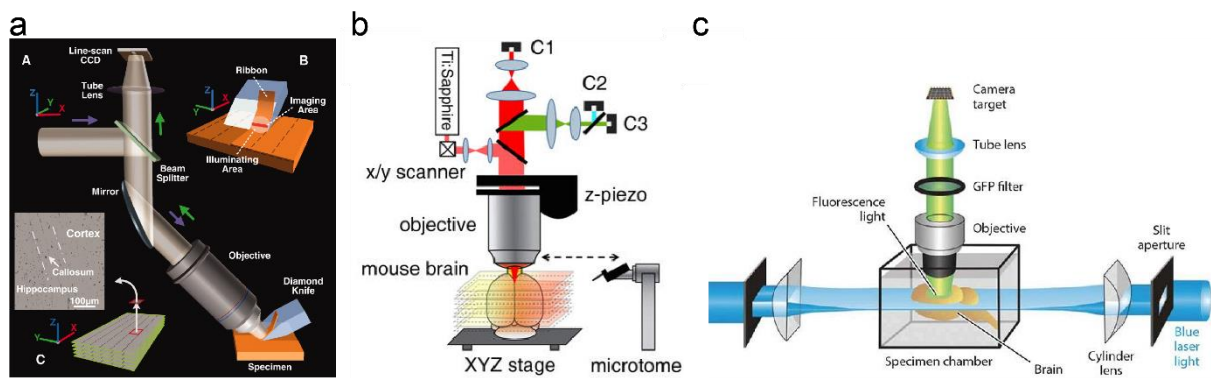 a
A
Line-scan
CCD
Tube
Lens
Z
Y
X
Beam
Splitter
Mirror
Objective
Diamond
Knife
Specimen
B
Z
Y
X
Ribbon
Imaging
Area
Illuminating
Area
Cortex
Callosum
Hippocampus
100µm
Z
Y
X
C
b
Ti:Sapphire
C1
C2
C3
x/y scanner
z-piezo
objective
mouse brain
XYZ stage
microtome
c
Camera
target
Tube lens
GFP filter
Fluorescence
light
Objective
Slit
aperture
Specimen chamber
Brain
Cylinder
lens
Blue
laser
light